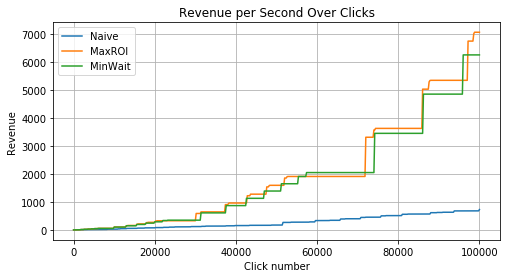 Revenue per Second Over Clicks
Naive
MaxROI
MinWait
Revenue
7000
6000
5000
4000
3000
2000
1000
0
0 20000 40000 60000 80000 100000
Click number